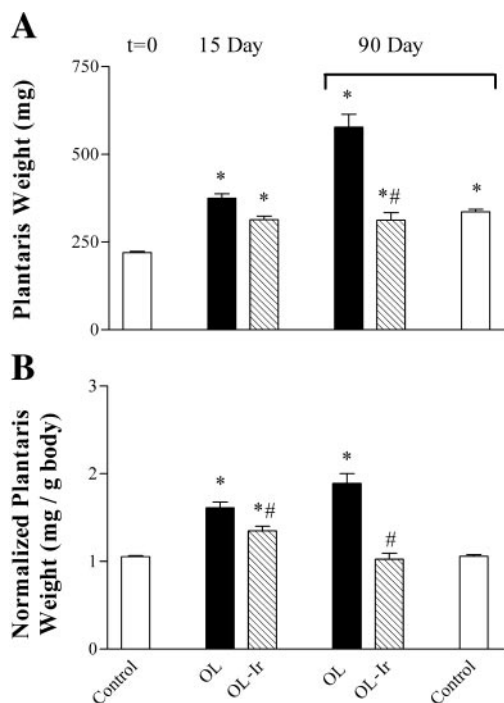 A
t=0 15 Day 90 Day
Plantaris Weight (mg)
750
500
250
0
* * * *# *
B
Normalized Plantaris
Weight (mg / g body)
3
2
1
0
* *# * #
Control OL OL-Ir OL OL-Ir Control